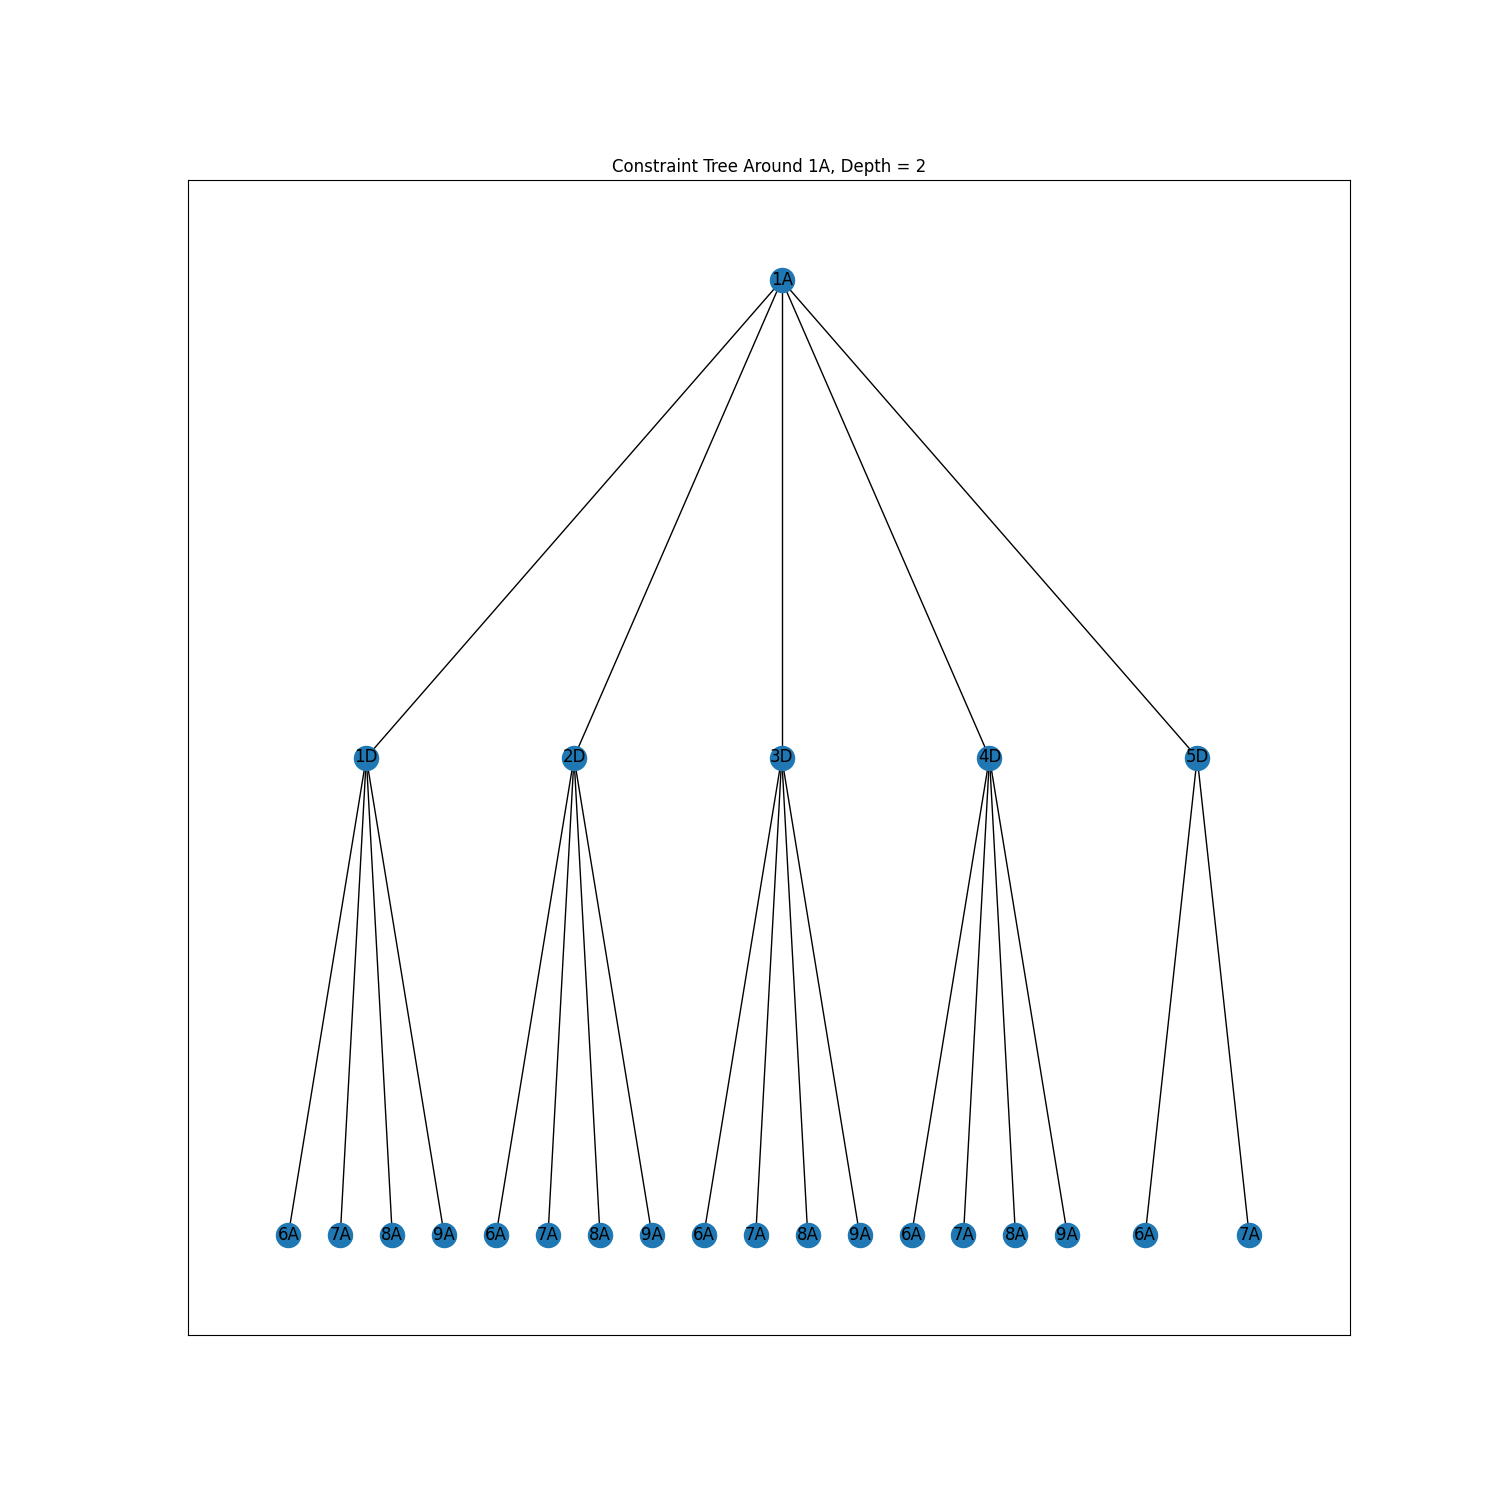 Constraint Tree Around 1A, Depth = 2
1A
1D 2D 3D 4D 5D
6A 7A 8A 9A 6A 7A 8A 9A 6A 7A 8A 9A 6A 7A 8A 9A 6A 7A